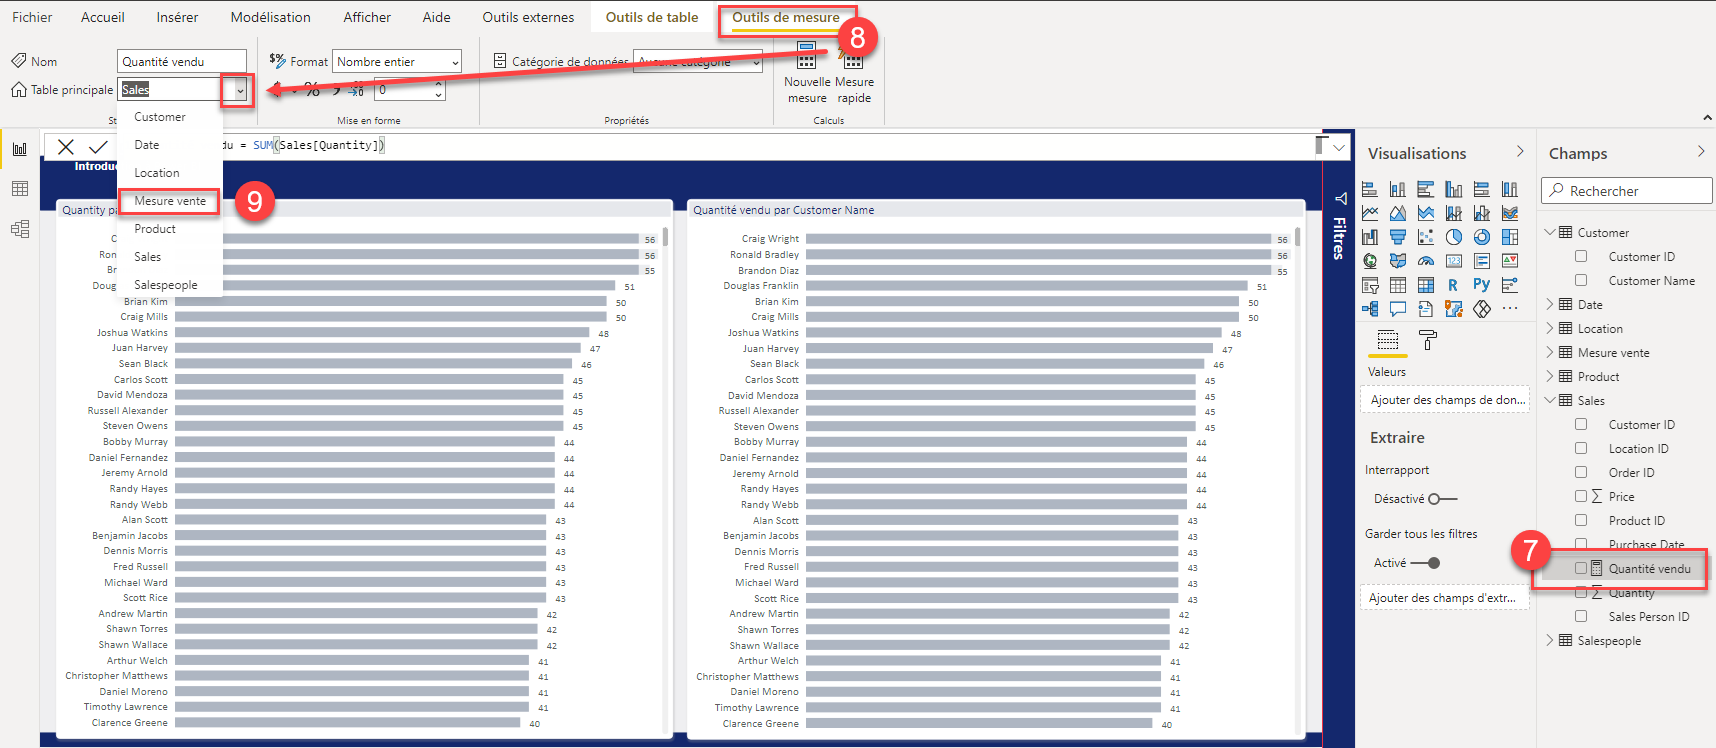 Fichier Accueil Insérer Modélisation Afficher Aide Outils externes Outils de table Outils de mesure
8
Nom Quantité vendu
Format Nombre entier
Catégorie de données Aucune catégorie
Table principale Sales
$ % 9 0
Nouvelle mesure
Mesure rapide
Mise en forme
Propriétés
Calculs
Customer
Date
Location
Mesure vente
Product
Sales
Salespeople
9
du = SUM(Sales[Quantity])
Quantity
Craig Wright 56
Quantité vendu par Customer Name
Craig Wright 56
Ronald Bradley 56
Brandon Diaz 55
Douglas Franklin 51
Brian Kim 50
Craig Mills 50
Joshua Watkins 48
Juan Harvey 47
Sean Black 46
Carlos Scott 45
David Mendoza 45
Russell Alexander 45
Steven Owens 45
Bobby Murray 44
Daniel Fernandez 44
Jeremy Arnold 44
Randy Hayes 44
Randy Webb 44
Alan Scott 43
Benjamin Jacobs 43
Dennis Morris 43
Fred Russell 43
Michael Ward 43
Scott Rice 43
Andrew Martin 42
Shawn Torres 42
Shawn Wallace 42
Arthur Welch 41
Christopher Matthews 41
Daniel Moreno 41
Timothy Lawrence 41
Clarence Greene 40
56
55
51
Brian Kim 50
Craig Mills 50
Joshua Watkins 48
Juan Harvey 47
Sean Black 46
Carlos Scott 45
David Mendoza 45
Russell Alexander 45
Steven Owens 45
Bobby Murray 44
Daniel Fernandez 44
Jeremy Arnold 44
Randy Hayes 44
Randy Webb 44
Alan Scott 43
Benjamin Jacobs 43
Dennis Morris 43
Fred Russell 43
Michael Ward 43
Scott Rice 43
Andrew Martin 42
Shawn Torres 42
Shawn Wallace 42
Arthur Welch 41
Christopher Matthews 41
Daniel Moreno 41
Timothy Lawrence 41
Clarence Greene 40
Filtres
Visualisations
123
R Py
Valeurs
Ajouter des champs de don...
Extraire
Interrapport
Désactivé
Garder tous les filtres
Activé
Ajouter des champs d'extr...
Champs
Rechercher
Customer
Customer ID
Customer Name
Date
Location
Mesure vente
Product
Sales
Customer ID
Location ID
Order ID
Price
Product ID
Purchase Date
7
Quantité vendu
Quantity
Sales Person ID
Salespeople